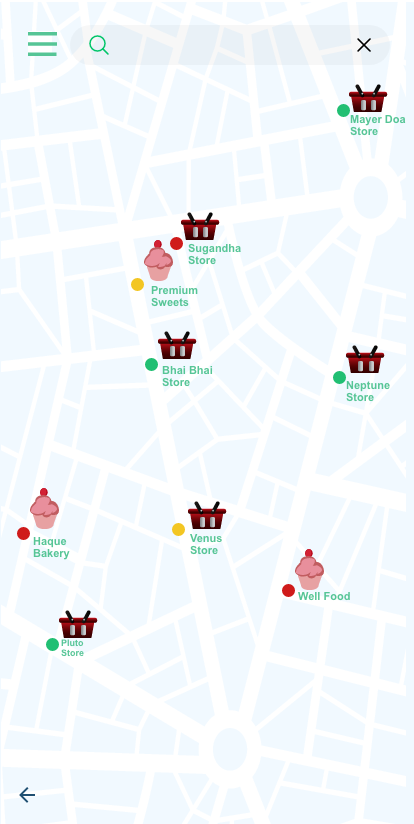 Mayer Doa
Store
Sugandha
Store
Premium
Sweets
Bhai Bhai
Store
Neptune
Store
Haque
Bakery
Venus
Store
Well Food
Pluto
Store